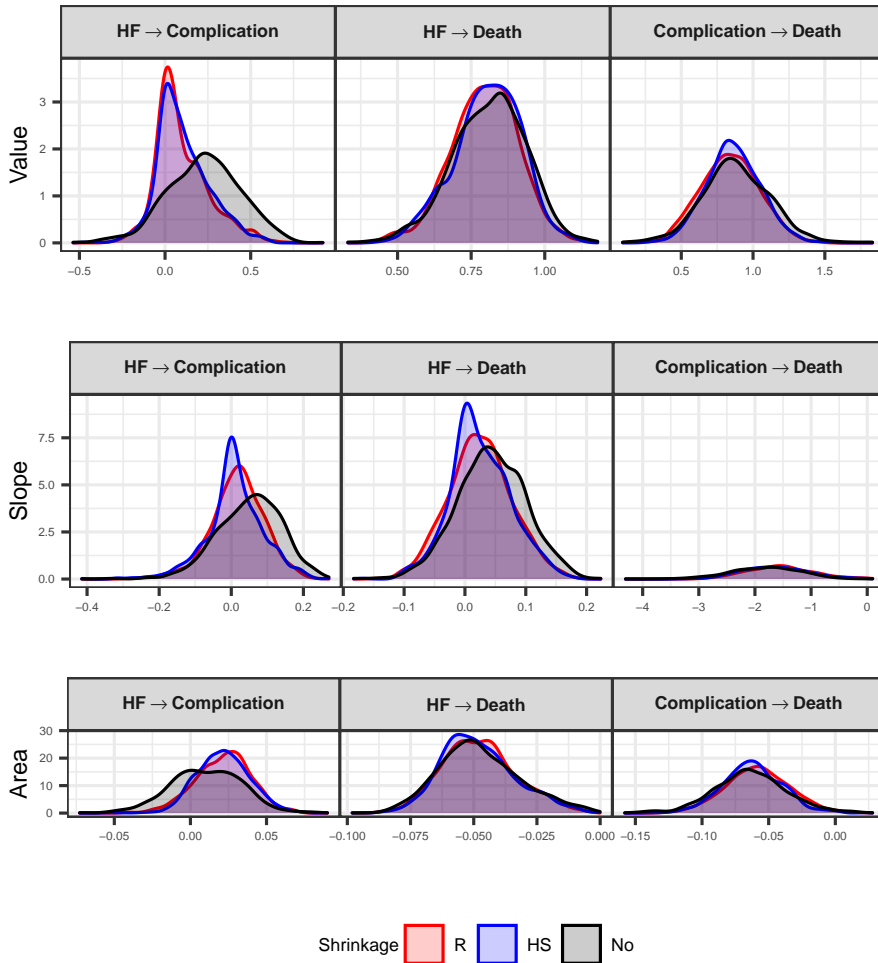 HF → Complication HF → Death Complication → Death
Value
3
2
1
0
−0.5 0.0 0.5 0.50 0.75 1.00 0.5 1.0 1.5
HF → Complication HF → Death Complication → Death
Slope
7.5
5.0
2.5
0.0
−0.4 −0.2 0.0 0.2 −0.2 −0.1 0.0 0.1 0.2 −4 −3 −2 −1 0
HF → Complication HF → Death Complication → Death
Area
30
20
10
0
−0.05 0.00 0.05 −0.100 −0.075 −0.050 −0.025 0.000 −0.15 −0.10 −0.05 0.00
Shrinkage R HS No